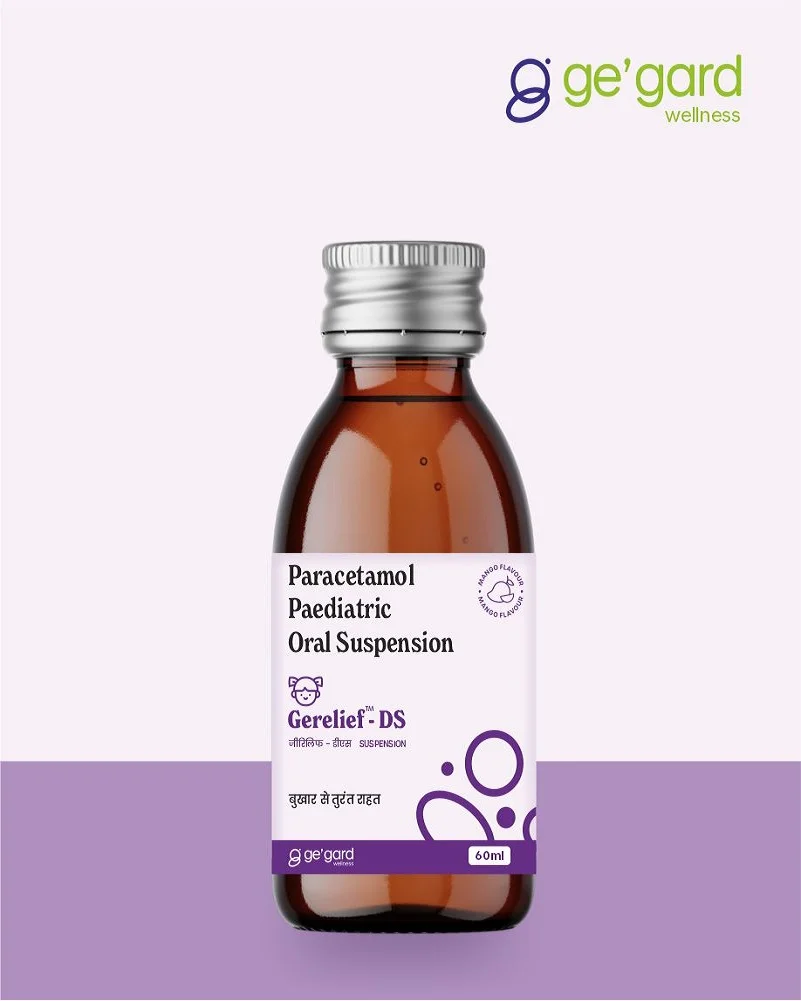 ge'gard
wellness
Paracetamol
Paediatric
Oral Suspension
MANGO FLAVOUR
MANGO FLAVOUR
Gerelief™- DS
जीरिलिफ - डीएस SUSPENSION
बुखार से तुरंत राहत
ge'gard
wellness
60ml